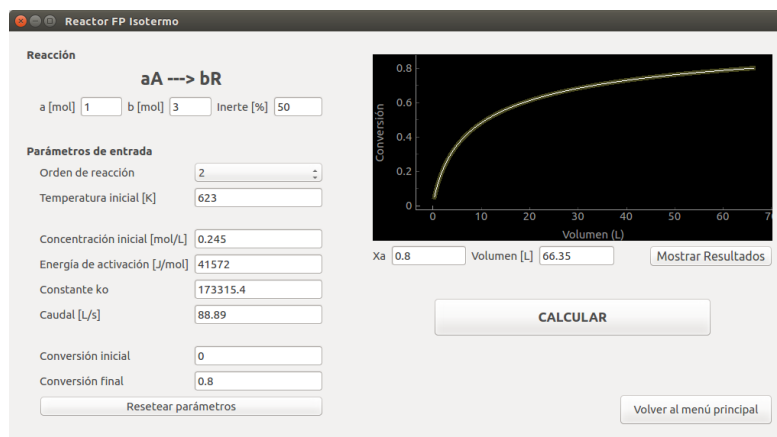 Reactor FP Isotermo
Reacción
aA ---> bR
a [mol] 1 b [mol] 3 Inerte [%] 50
Parámetros de entrada
Orden de reacción 2
Temperatura inicial [K] 623
Concentración inicial [mol/L] 0.245
Energía de activación [J/mol] 41572
Constante ko 173315.4
Caudal [L/s] 88.89
Conversión inicial 0
Conversión final 0.8
Resetear parámetros
Conversión
0.8
0.6
0.4
0.2
0
0 10 20 30 40 50 60
Volumen (L)
Xa 0.8 Volumen [L] 66.35 Mostrar Resultados
CALCULAR
Volver al menú principal